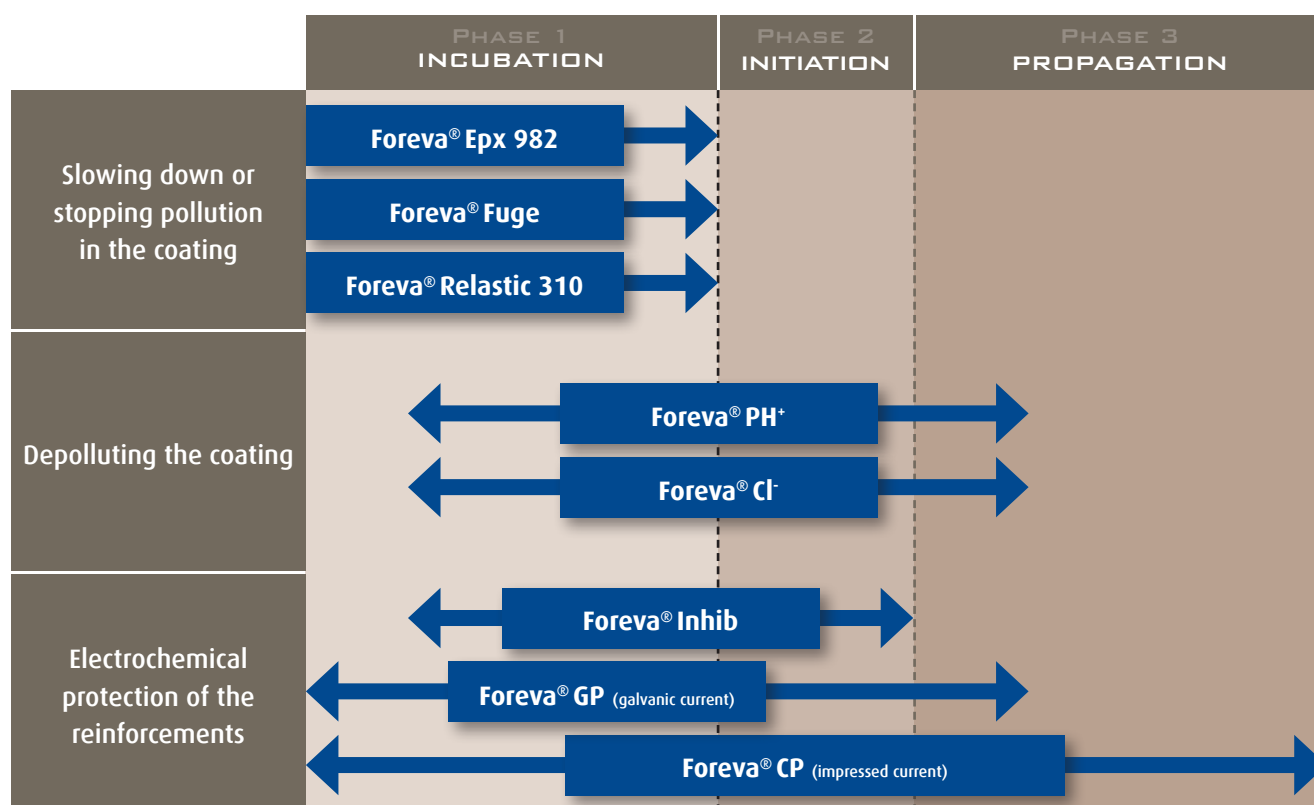 PHASE 1
INCUBATION
PHASE 2
INITIATION
PHASE 3
PROPAGATION
Slowing down or
stopping pollution
in the coating
Foreva® Epx 982
Foreva® Fuge
Foreva® Relastic 310
Depolluting the coating
Foreva® PH⁺
Foreva® Cl⁻
Electrochemical
protection of the
reinforcements
Foreva® Inhib
Foreva® GP (galvanic current)
Foreva® CP (impressed current)